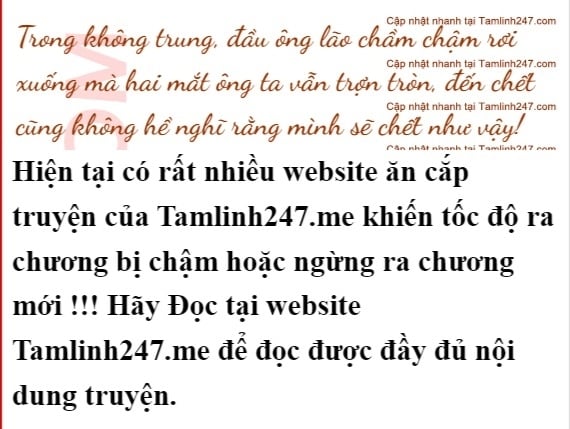 Cập nhật nhanh tại Tamlinh247.com
Trong không trung, đầu ông lão chầm chậm rơi
Cập nhật nhanh tại Tamlinh247.com
xuống mà hai mắt ông ta vẫn trợn tròn, đến chết
Cập nhật nhanh tại Tamlinh247.com
cũng không hề nghĩ rằng mình sẽ chết như vậy!
Cập nhật nhanh tại Tamlinh247.com
Hiện tại có rất nhiều website ăn cắp
truyện của Tamlinh247.me khiến tốc độ ra
chương bị chậm hoặc ngừng ra chương
mới !!! Hãy Đọc tại website
Tamlinh247.me để đọc được đầy đủ nội
dung truyện.